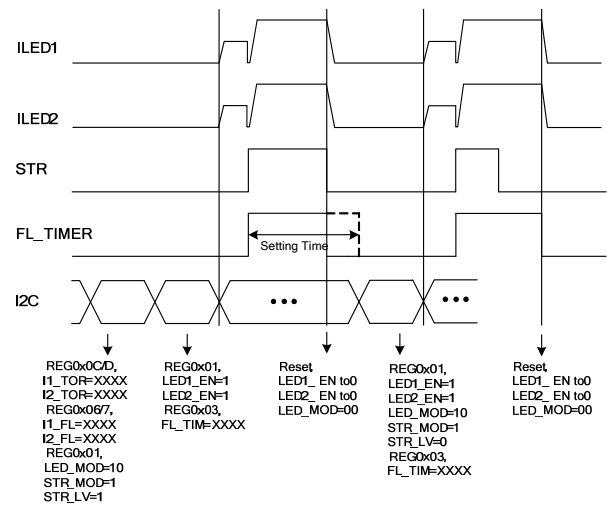 ILED1
ILED2
STR
FL_TIMER
Setting Time
I2C
REG0x0C/D,
I1_TOR=XXXX
I2_TOR=XXXX
REG0x06/7,
I1_FL=XXXX
I2_FL=XXXX
REG0x01,
LED_MOD=10
STR_MOD=1
STR_LV=1
REG0x01,
LED1_EN=1
LED2_EN=1
REG0x03,
FL_TIM=XXXX
Reset,
LED1_ EN to0
LED2_ EN to0
LED_MOD=00
REG0x01,
LED1_EN=1
LED2_EN=1
LED_MOD=10
STR_MOD=1
STR_LV=0
REG0x03,
FL_TIM=XXXX
Reset,
LED1_ EN to0
LED2_ EN to0
LED_MOD=00